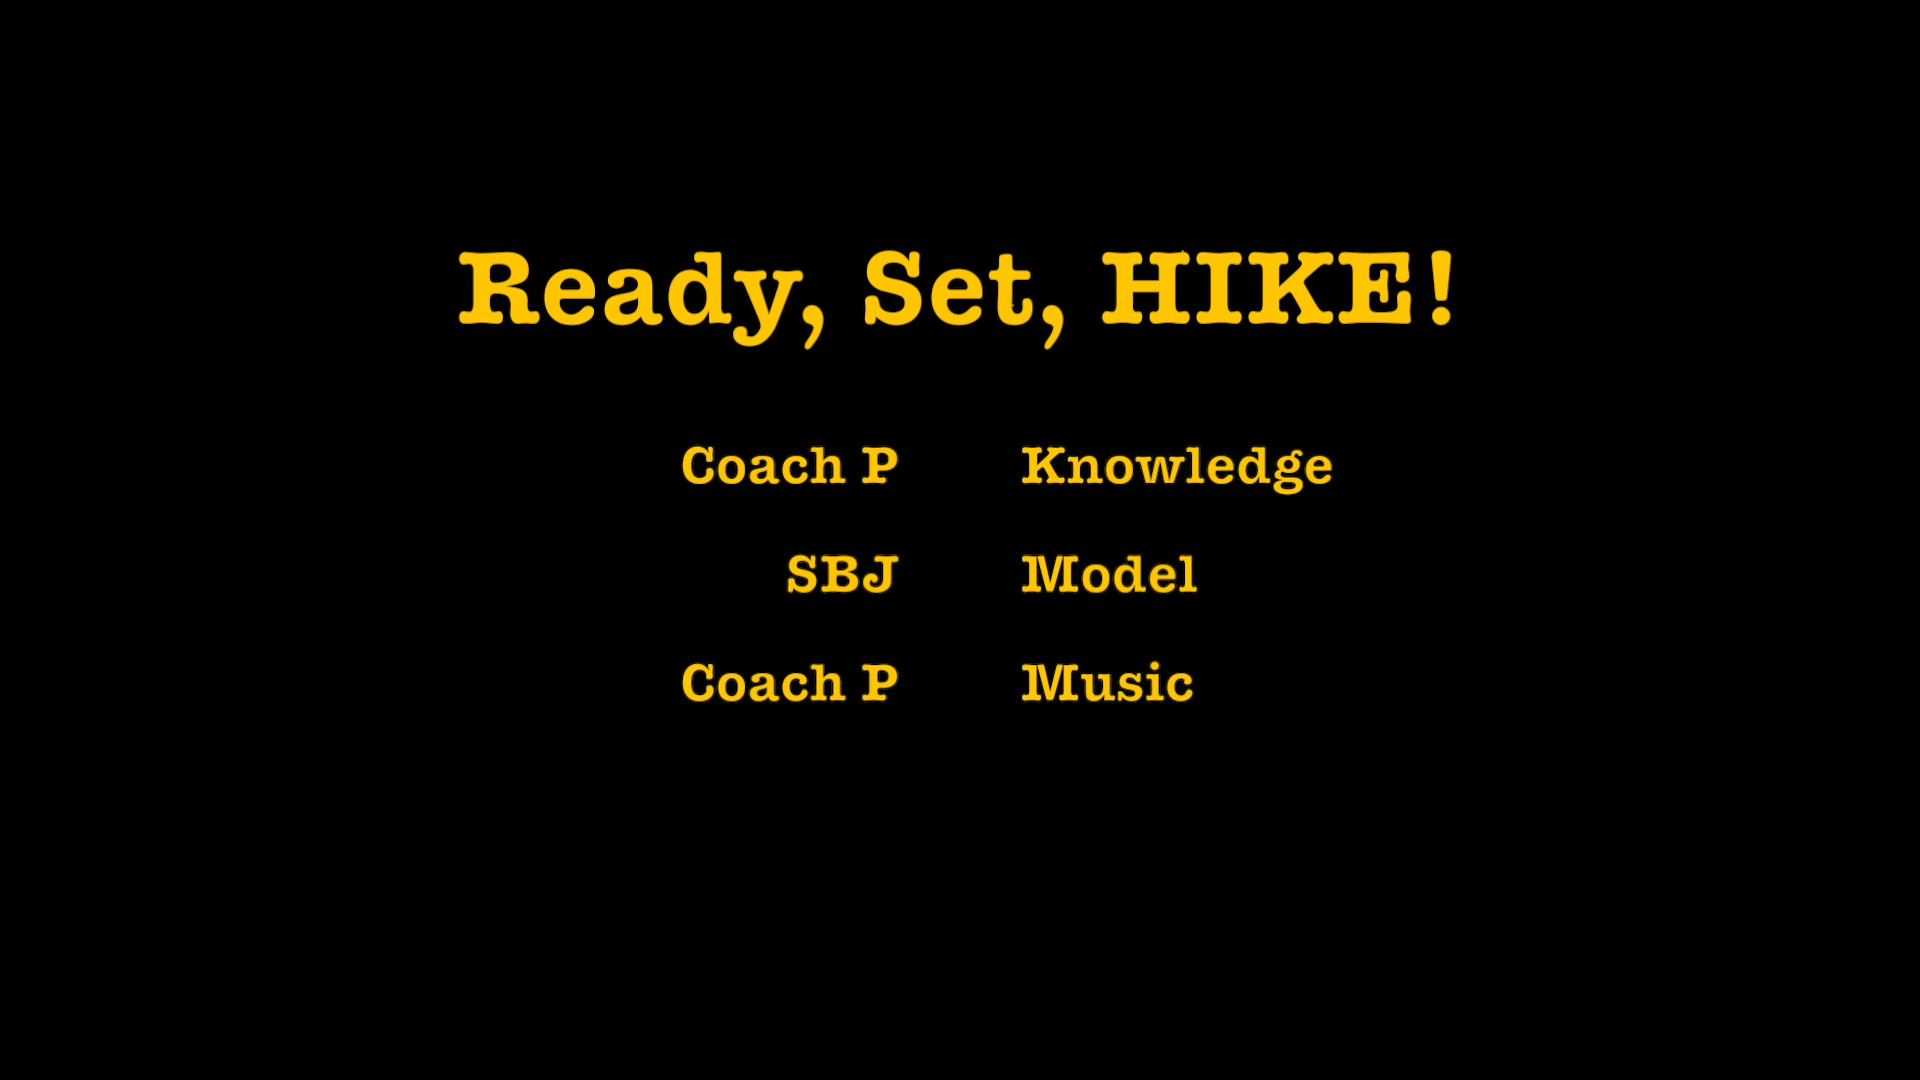 Ready, Set, HIKE!
Coach P Knowledge
SBJ Model
Coach P Music